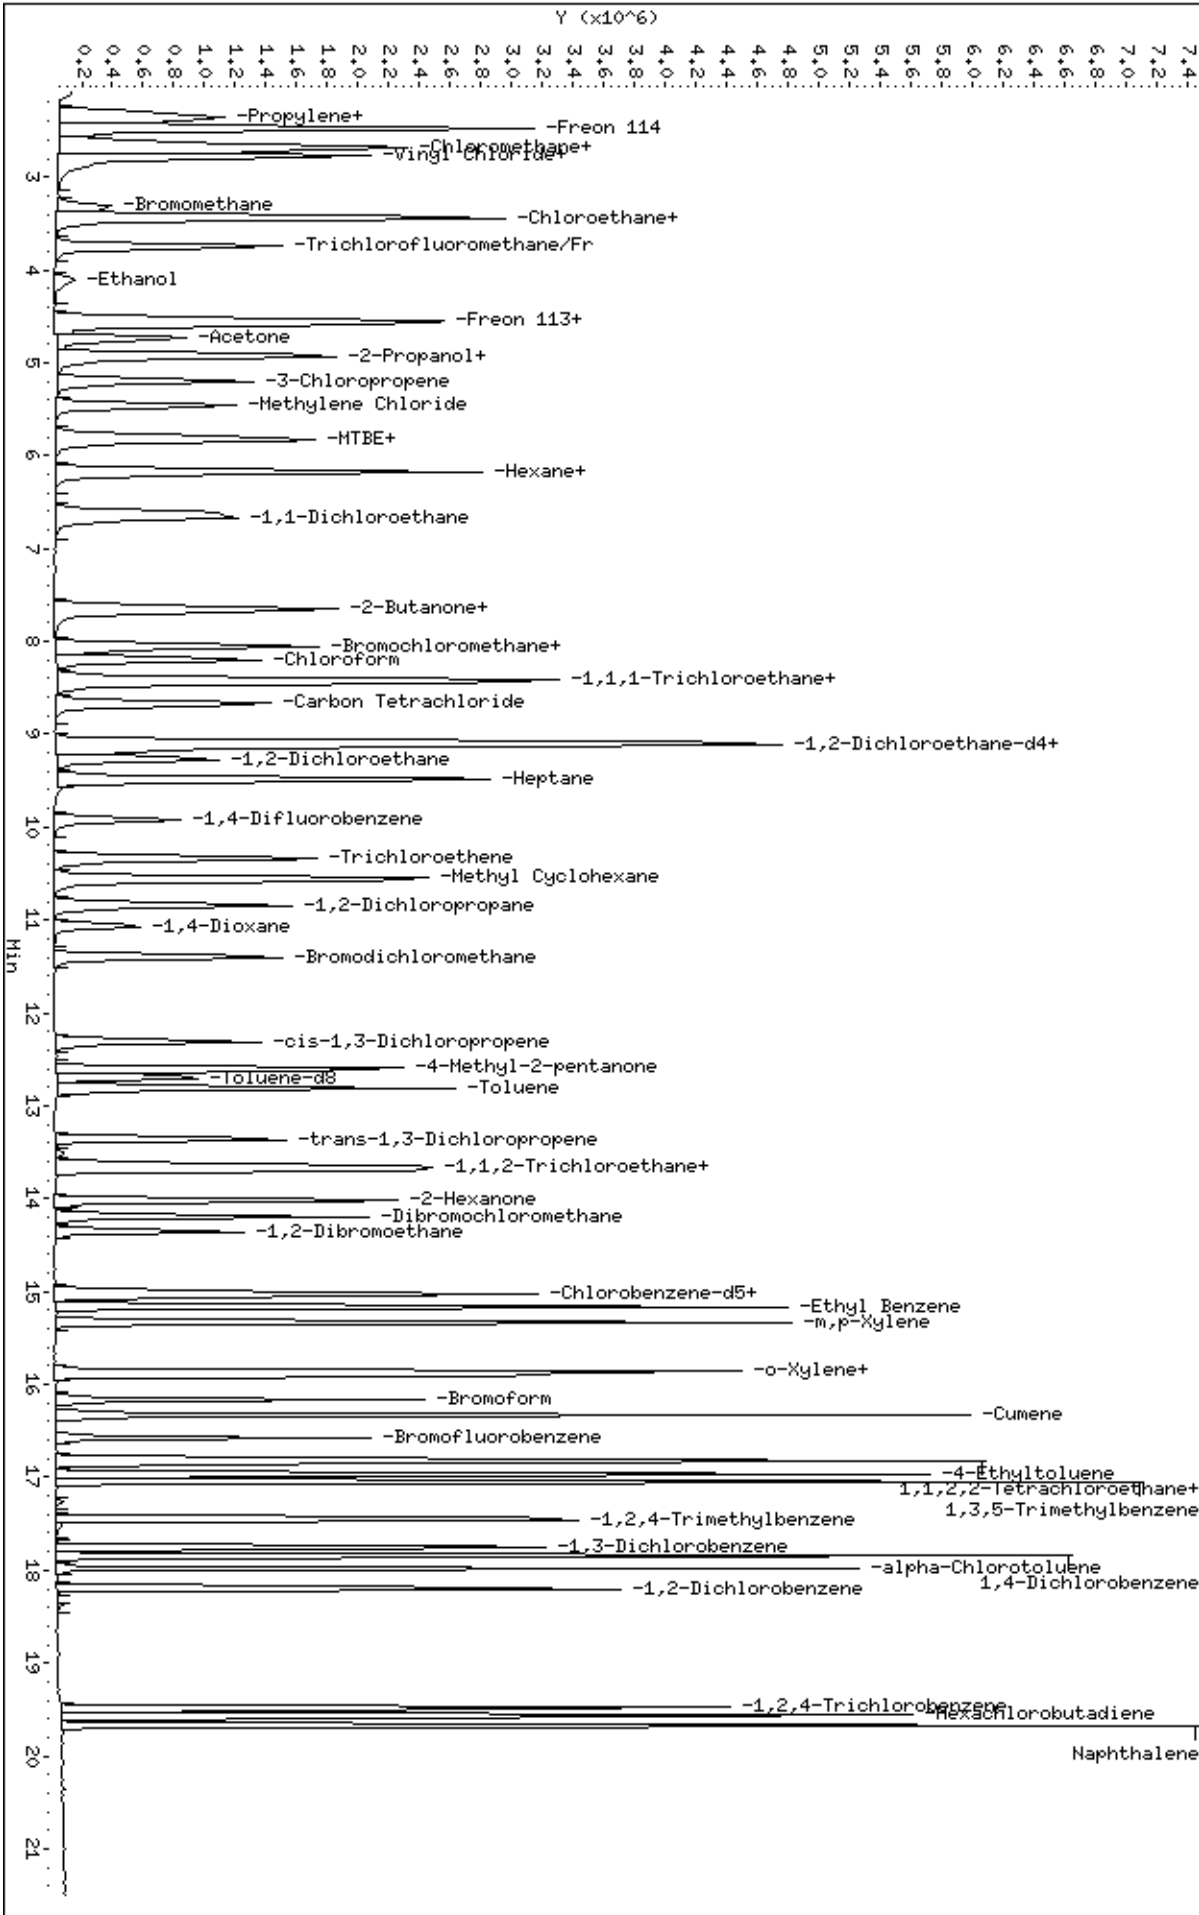 Y (x10^6)
0.2
0.4
0.6
0.8
1.0
1.2
1.4
1.6
1.8
2.0
2.2
2.4
2.6
2.8
3.0
3.2
3.4
3.6
3.8
4.0
4.2
4.4
4.6
4.8
5.0
5.2
5.4
5.6
5.8
6.0
6.2
6.4
6.6
6.8
7.0
7.2
7.4
-Propylene+
-Freon 114
-Chloromethane+
-Vinyl Chloride+
3
-Bromomethane
-Chloroethane+
-Trichlorofluoromethane/Fr
4
-Ethanol
-Freon 113+
-Acetone
-2-Propanol+
5
-3-Chloropropene
-Methylene Chloride
-MTBE+
6
-Hexane+
-1,1-Dichloroethane
7
-2-Butanone+
8
-Bromochloromethane+
-Chloroform
-1,1,1-Trichloroethane+
-Carbon Tetrachloride
9
-1,2-Dichloroethane-d4+
-1,2-Dichloroethane
-Heptane
-1,4-Difluorobenzene
10
-Trichloroethene
-Methyl Cyclohexane
-1,2-Dichloropropane
11
-1,4-Dioxane
Min
-Bromodichloromethane
12
-cis-1,3-Dichloropropene
-4-Methyl-2-pentanone
-Toluene-d8
-Toluene
13
-trans-1,3-Dichloropropene
-1,1,2-Trichloroethane+
14
-2-Hexanone
-Dibromochloromethane
-1,2-Dibromoethane
15
-Chlorobenzene-d5+
-Ethyl Benzene
-m,p-Xylene
-o-Xylene+
16
-Bromoform
-Cumene
-Bromofluorobenzene
17
-4-Ethyltoluene
1,1,2,2-Tetrachloroethane+
1,3,5-Trimethylbenzene
-1,2,4-Trimethylbenzene
-1,3-Dichlorobenzene
18
-alpha-Chlorotoluene
1,4-Dichlorobenzene
-1,2-Dichlorobenzene
19
-1,2,4-Trichlorobenzene
-Hexachlorobutadiene
20
Naphthalene
21